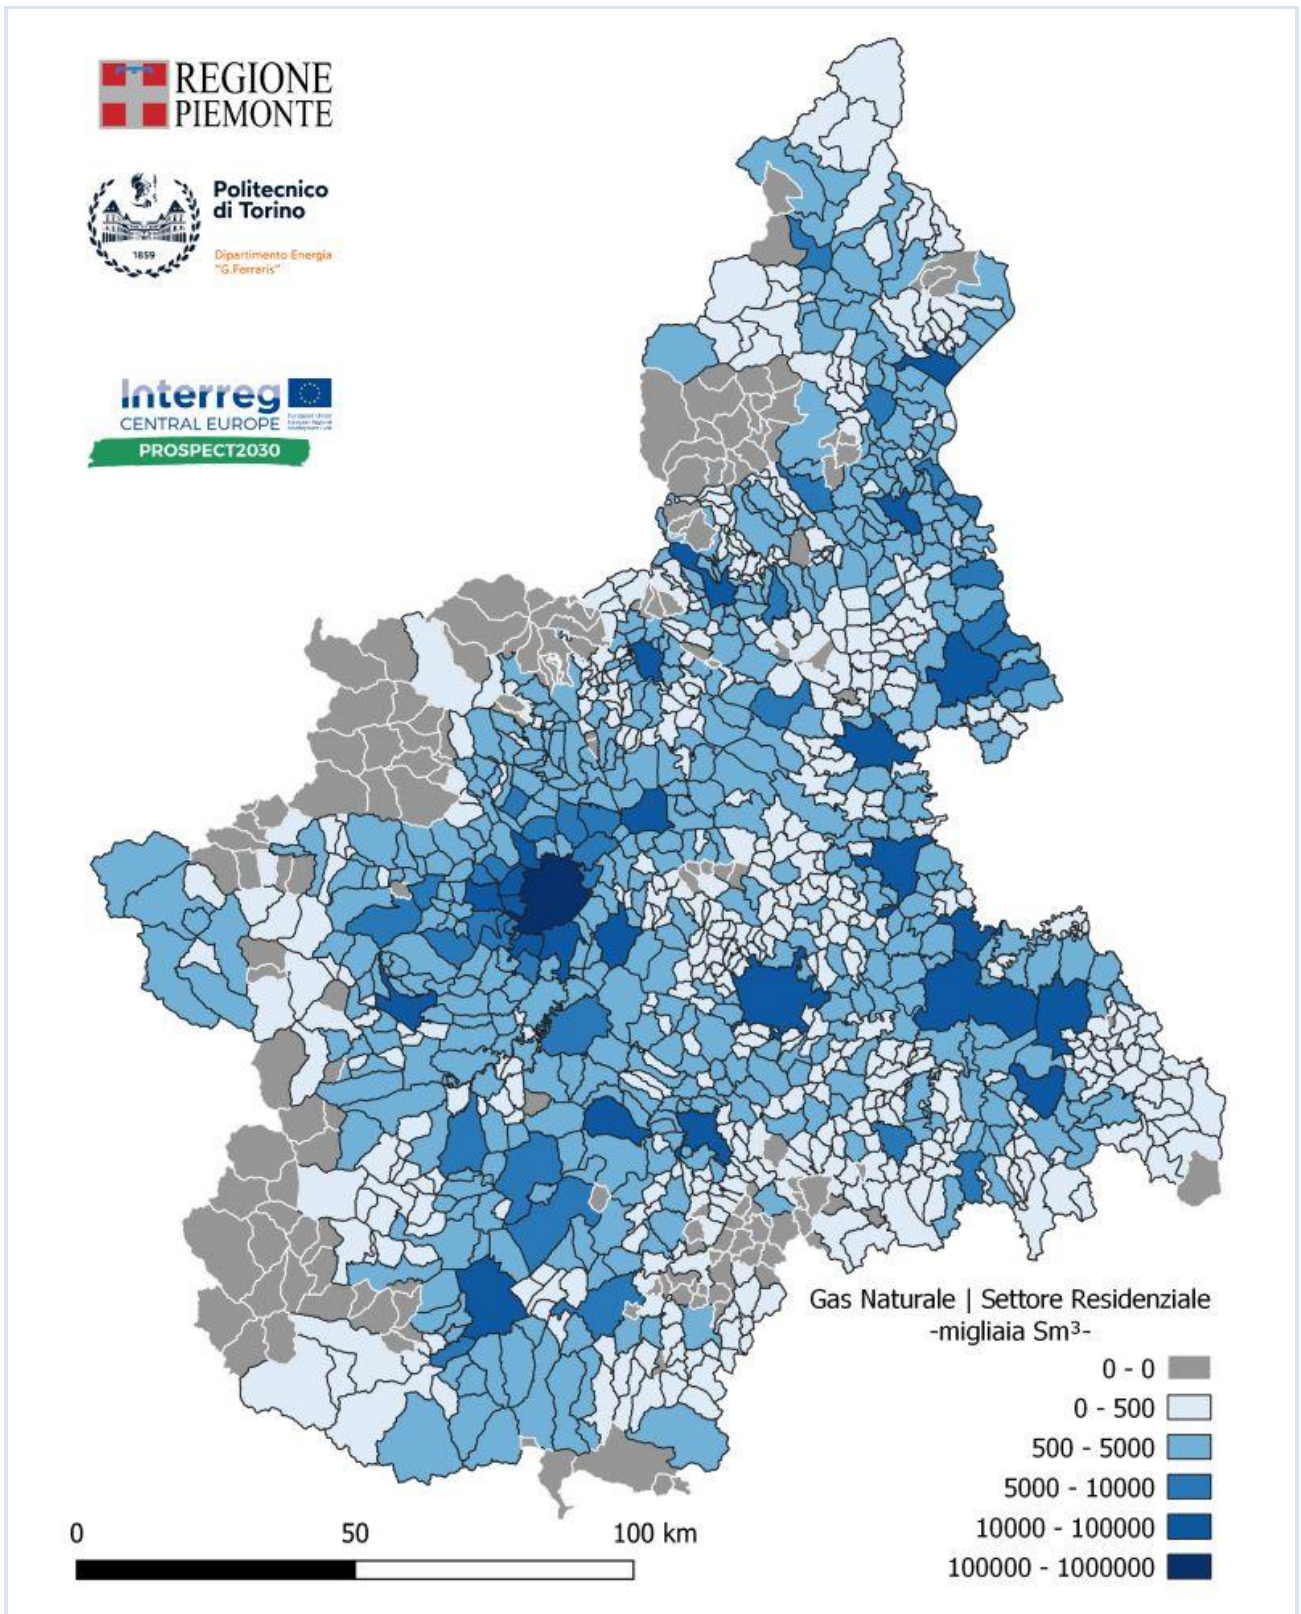 REGIONE
PIEMONTE
Politecnico
di Torino
1859
Dipartimento Energia
"G.Ferraris"
Interreg
CENTRAL EUROPE
PROSPECT2030
Gas Naturale | Settore Residenziale
-migliaia Sm³-
0 - 0
0 - 500
500 - 5000
5000 - 10000
10000 - 100000
100000 - 1000000
0 50 100 km